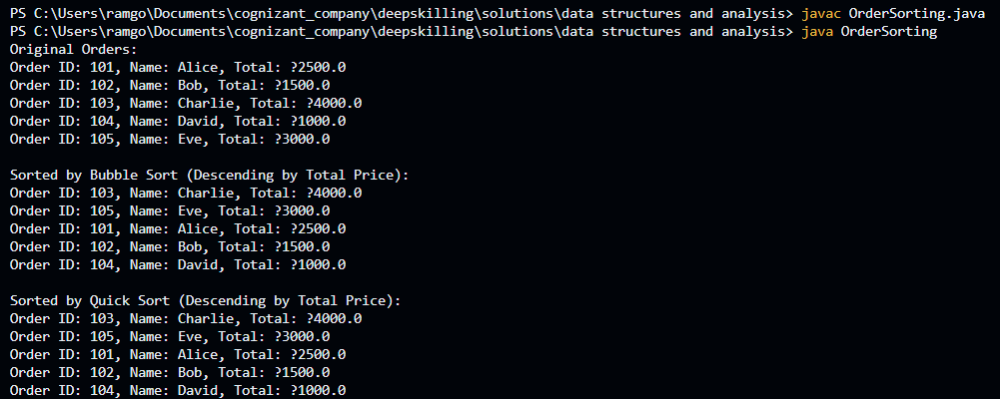 PS C:\Users\ramgo\Documents\cognizant_company\deepskilling\solutions\data structures and analysis> javac OrderSorting.java
PS C:\Users\ramgo\Documents\cognizant_company\deepskilling\solutions\data structures and analysis> java OrderSorting
Original Orders:
Order ID: 101, Name: Alice, Total: ?2500.0
Order ID: 102, Name: Bob, Total: ?1500.0
Order ID: 103, Name: Charlie, Total: ?4000.0
Order ID: 104, Name: David, Total: ?1000.0
Order ID: 105, Name: Eve, Total: ?3000.0

Sorted by Bubble Sort (Descending by Total Price):
Order ID: 103, Name: Charlie, Total: ?4000.0
Order ID: 105, Name: Eve, Total: ?3000.0
Order ID: 101, Name: Alice, Total: ?2500.0
Order ID: 102, Name: Bob, Total: ?1500.0
Order ID: 104, Name: David, Total: ?1000.0

Sorted by Quick Sort (Descending by Total Price):
Order ID: 103, Name: Charlie, Total: ?4000.0
Order ID: 105, Name: Eve, Total: ?3000.0
Order ID: 101, Name: Alice, Total: ?2500.0
Order ID: 102, Name: Bob, Total: ?1500.0
Order ID: 104, Name: David, Total: ?1000.0